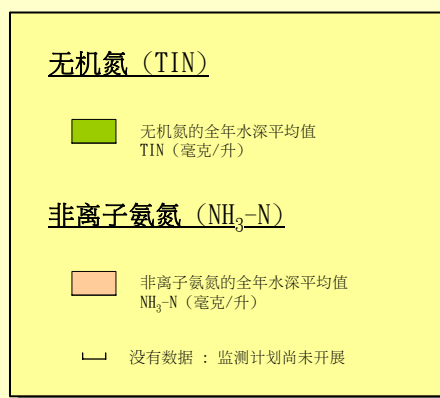 无机氮（TIN）
无机氮的全年水深平均值
TIN（毫克/升）
非离子氨氮（NH₃-N）
非离子氨氮的全年水深平均值
NH₃-N（毫克/升）
没有数据 : 监测计划尚未开展